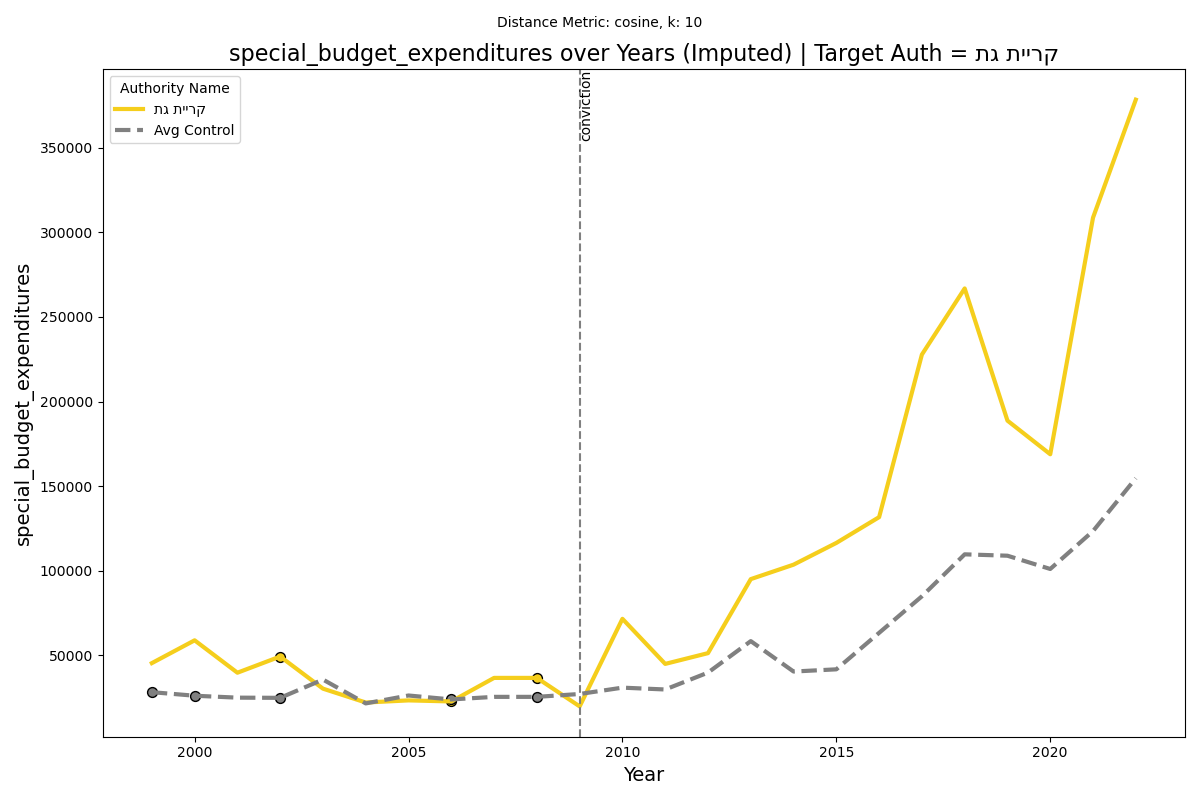 Distance Metric: cosine, k: 10
special_budget_expenditures over Years (Imputed) | Target Auth = קריית גת
Authority Name
קריית גת
Avg Control
conviction
350000
300000
250000
200000
150000
100000
50000
special_budget_expenditures
2000
2005
2010
2015
2020
Year